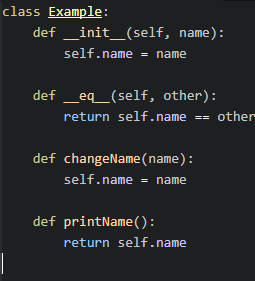 class Example:
    def __init__(self, name):
        self.name = name

    def __eq__(self, other):
        return self.name == other

    def changeName(name):
        self.name = name

    def printName():
        return self.name